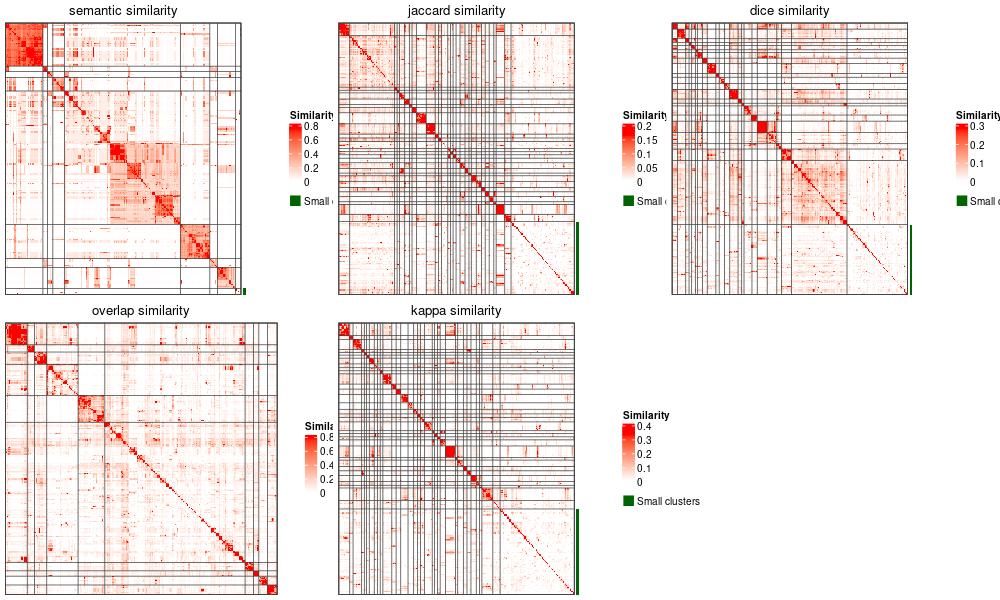 semantic similarity
jaccard similarity
dice similarity
Similarity
0.8
0.6
0.4
0.2
0
Small
Similarity
0.2
0.15
0.1
0.05
0
Small
Similarity
0.3
0.2
0.1
0
Small
overlap similarity
kappa similarity
Simila
0.8
0.6
0.4
0.2
0
Similarity
0.4
0.3
0.2
0.1
0
Small clusters